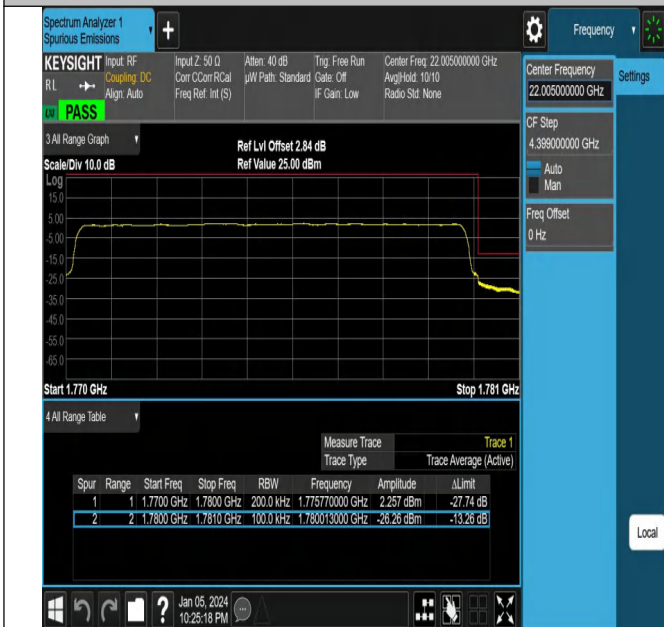 Spectrum Analyzer 1
Spurious Emissions
Frequency
KEYSIGHT
RL
PASS
Input: RF
Coupling: DC
Align: Auto
Input Z: 50 Ω
Corr CCorr RCal
Freq Ref: Int (S)
Atten: 40 dB
µW Path: Standard
Trig: Free Run
Gate: Off
IF Gain: Low
Center Freq: 22.005000000 GHz
Avg|Hold: 10/10
Radio Std: None
Center Frequency
22.005000000 GHz
Settings
CF Step
4.399000000 GHz
Auto
Man
Freq Offset
0 Hz
3 All Range Graph
Scale/Div 10.0 dB
Ref Lvl Offset 2.84 dB
Ref Value 25.00 dBm
Log
15.0
5.00
-5.00
-15.0
-25.0
-35.0
-45.0
-55.0
-65.0
Start 1.770 GHz
Stop 1.781 GHz
4 All Range Table
Measure Trace Trace 1
Trace Type Trace Average (Active)
Spur Range Start Freq Stop Freq RBW Frequency Amplitude ΔLimit
1 1 1.7700 GHz 1.7800 GHz 200.0 kHz 1.775770000 GHz 2.257 dBm -27.74 dB
2 2 1.7800 GHz 1.7810 GHz 100.0 kHz 1.780013000 GHz -26.26 dBm -13.26 dB
Local
Jan 05, 2024
10:25:18 PM